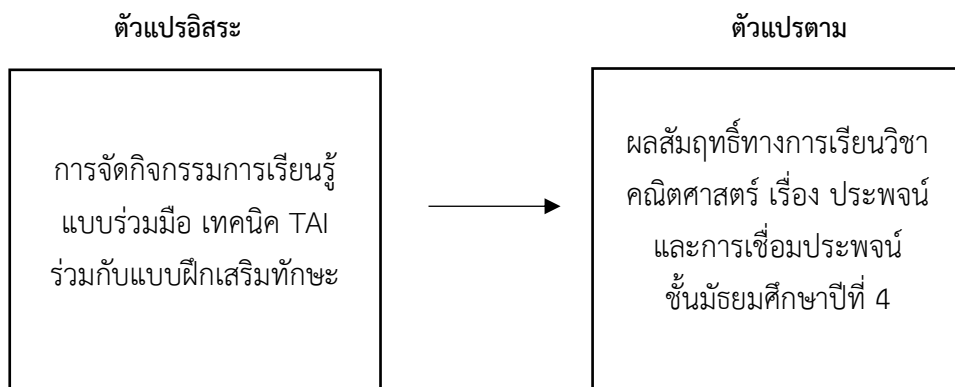 ตัวแปรอิสระ
ตัวแปรตาม
การจัดกิจกรรมการเรียนรู้
แบบร่วมมือ เทคนิค TAI
ร่วมกับแบบฝึกเสริมทักษะ
ผลสัมฤทธิ์ทางการเรียนวิชา
คณิตศาสตร์ เรื่อง ประพจน์
และการเชื่อมประพจน์
ชั้นมัธยมศึกษาปีที่ 4